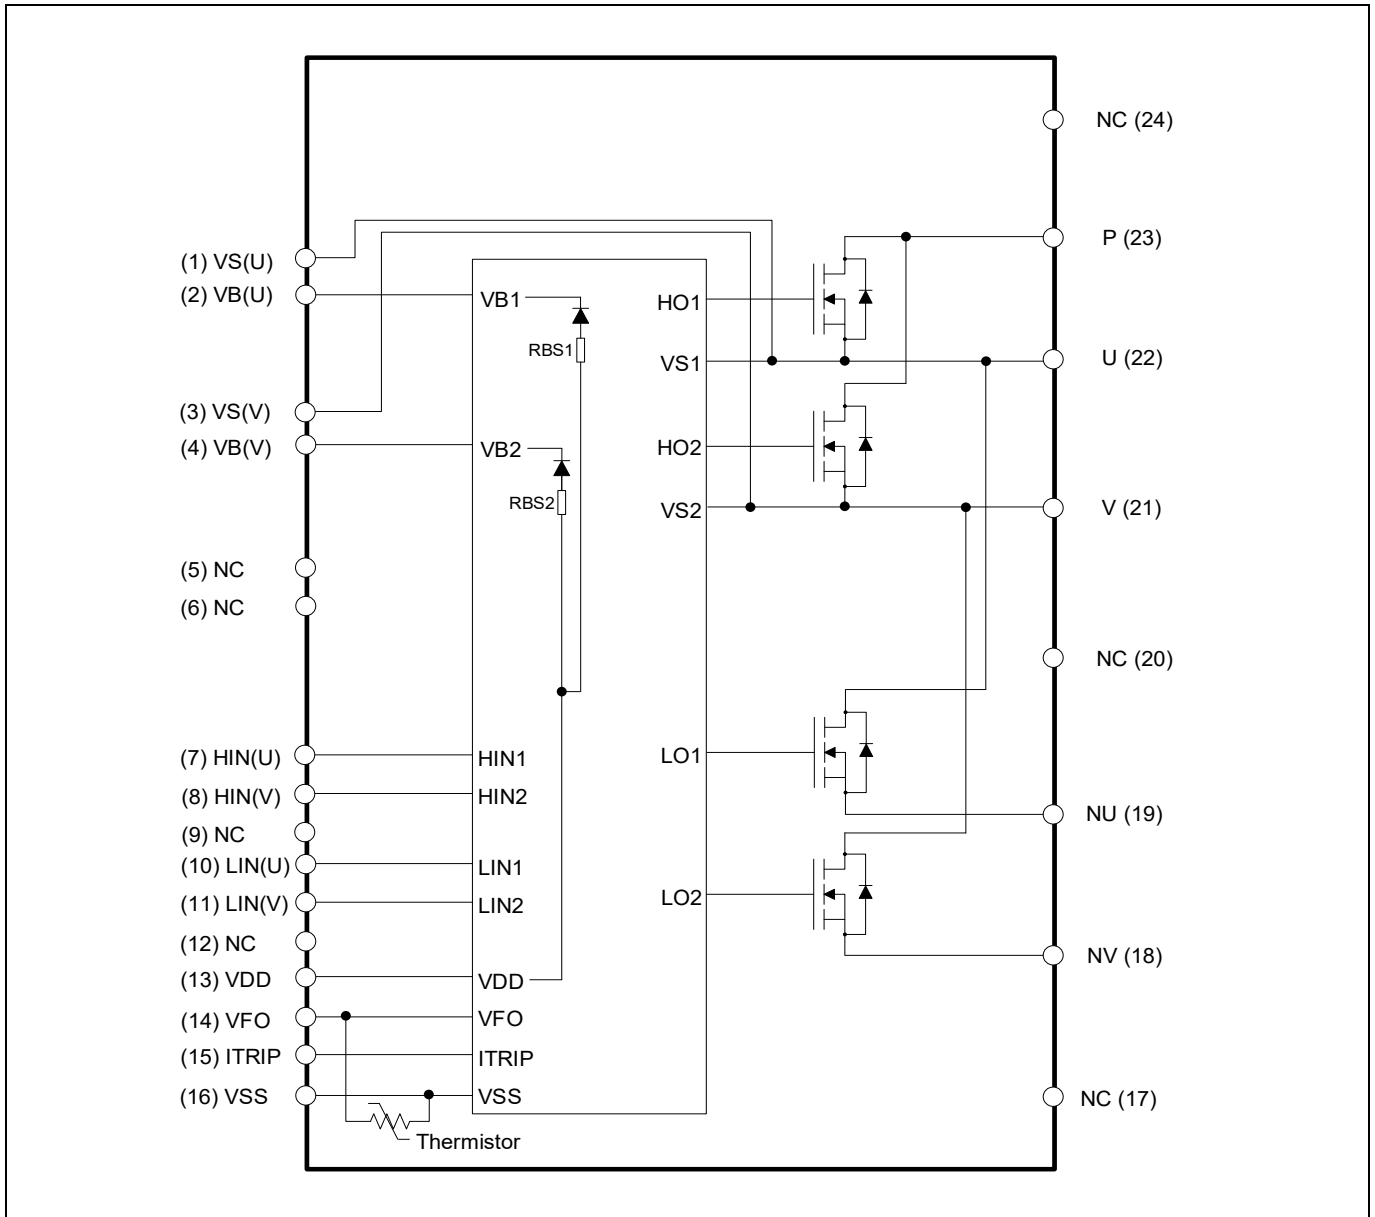 NC (24)
(1) VS(U)
(2) VB(U)
(3) VS(V)
(4) VB(V)
(5) NC
(6) NC
(7) HIN(U)
(8) HIN(V)
(9) NC
(10) LIN(U)
(11) LIN(V)
(12) NC
(13) VDD
(14) VFO
(15) ITRIP
(16) VSS
VB1
RBS1
VB2
RBS2
HIN1
HIN2
LIN1
LIN2
VDD
VFO
ITRIP
VSS
Thermistor
HO1
VS1
HO2
VS2
LO1
LO2
P (23)
U (22)
V (21)
NC (20)
NU (19)
NV (18)
NC (17)